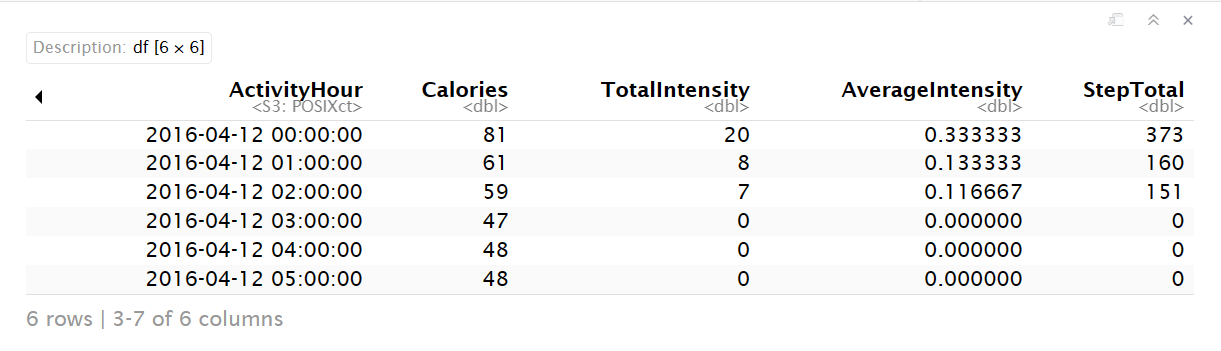 Description: df [6 × 6]
ActivityHour Calories TotalIntensity AverageIntensity StepTotal
<S3: POSIXct> <dbl> <dbl> <dbl> <dbl>
2016-04-12 00:00:00 81 20 0.333333 373
2016-04-12 01:00:00 61 8 0.133333 160
2016-04-12 02:00:00 59 7 0.116667 151
2016-04-12 03:00:00 47 0 0.000000 0
2016-04-12 04:00:00 48 0 0.000000 0
2016-04-12 05:00:00 48 0 0.000000 0
6 rows | 3-7 of 6 columns